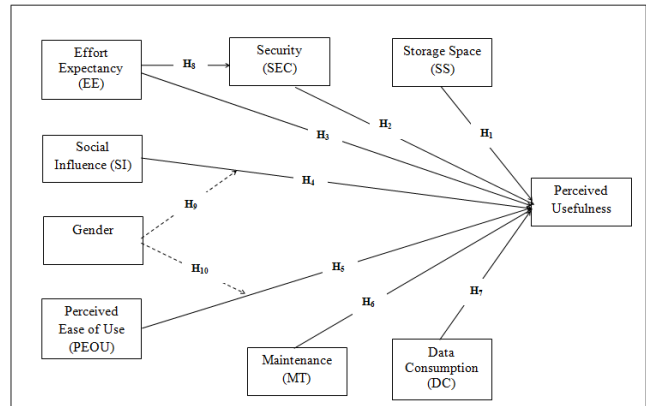 Effort
Expectancy
(EE)
H8
Security
(SEC)
Storage Space
(SS)
H3
H2
H1
Social
Influence (SI)
H4
Perceived
Usefulness
H9
Gender
H10
H5
H6
H7
Perceived
Ease of Use
(PEOU)
Maintenance
(MT)
Data
Consumption
(DC)